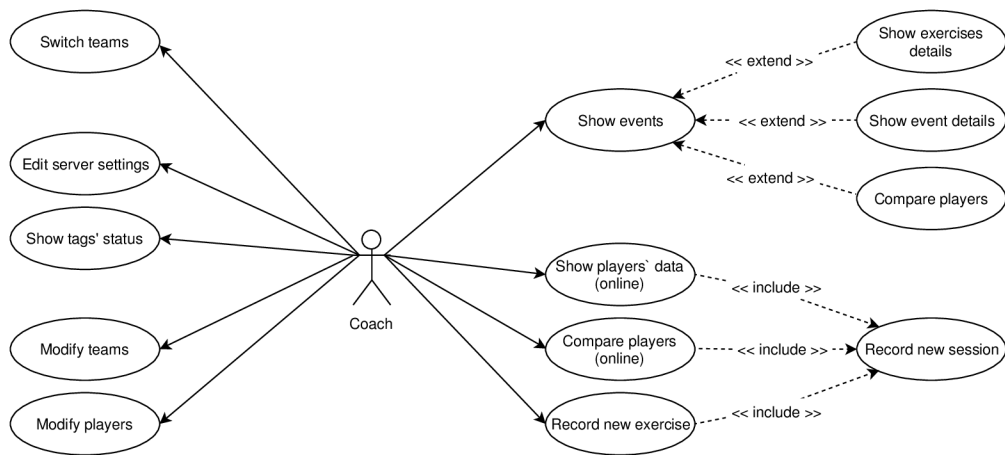 Switch teams
Show exercises
details
<< extend >>
Show events
<< extend >>
Show event details
Edit server settings
<< extend >>
Compare players
Show tags' status
Show players` data
(online)
<< include >>
Coach
Modify teams
Compare players
(online)
<< include >>
Record new session
Modify players
Record new exercise
<< include >>